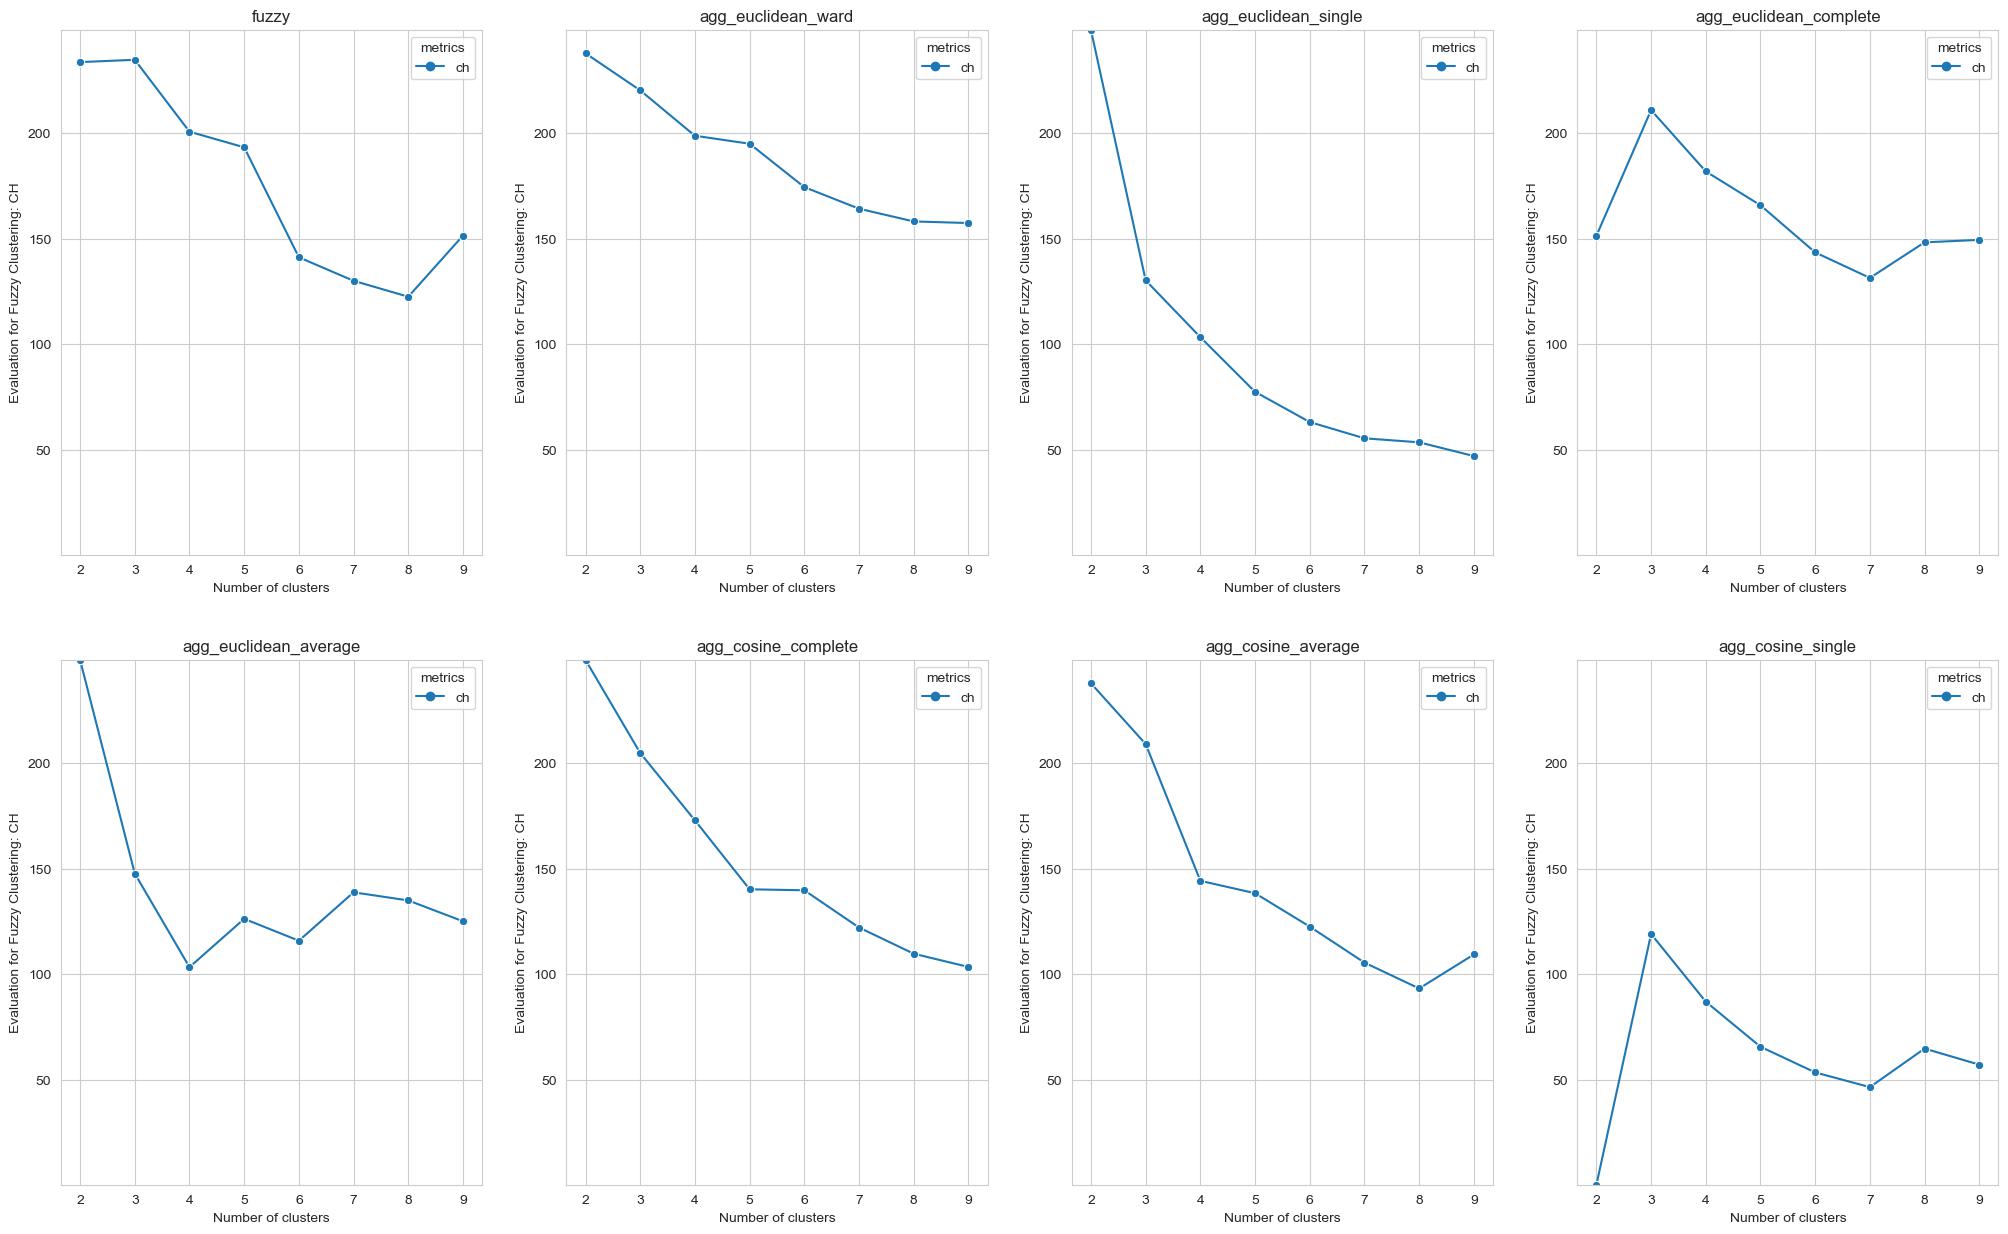 fuzzy
metrics
ch
Evaluation for Fuzzy Clustering: CH
200
150
100
50
2 3 4 5 6 7 8 9
Number of clusters
agg_euclidean_ward
metrics
ch
Evaluation for Fuzzy Clustering: CH
200
150
100
50
2 3 4 5 6 7 8 9
Number of clusters
agg_euclidean_single
metrics
ch
Evaluation for Fuzzy Clustering: CH
200
150
100
50
2 3 4 5 6 7 8 9
Number of clusters
agg_euclidean_complete
metrics
ch
Evaluation for Fuzzy Clustering: CH
200
150
100
50
2 3 4 5 6 7 8 9
Number of clusters
agg_euclidean_average
metrics
ch
Evaluation for Fuzzy Clustering: CH
200
150
100
50
2 3 4 5 6 7 8 9
Number of clusters
agg_cosine_complete
metrics
ch
Evaluation for Fuzzy Clustering: CH
200
150
100
50
2 3 4 5 6 7 8 9
Number of clusters
agg_cosine_average
metrics
ch
Evaluation for Fuzzy Clustering: CH
200
150
100
50
2 3 4 5 6 7 8 9
Number of clusters
agg_cosine_single
metrics
ch
Evaluation for Fuzzy Clustering: CH
200
150
100
50
2 3 4 5 6 7 8 9
Number of clusters